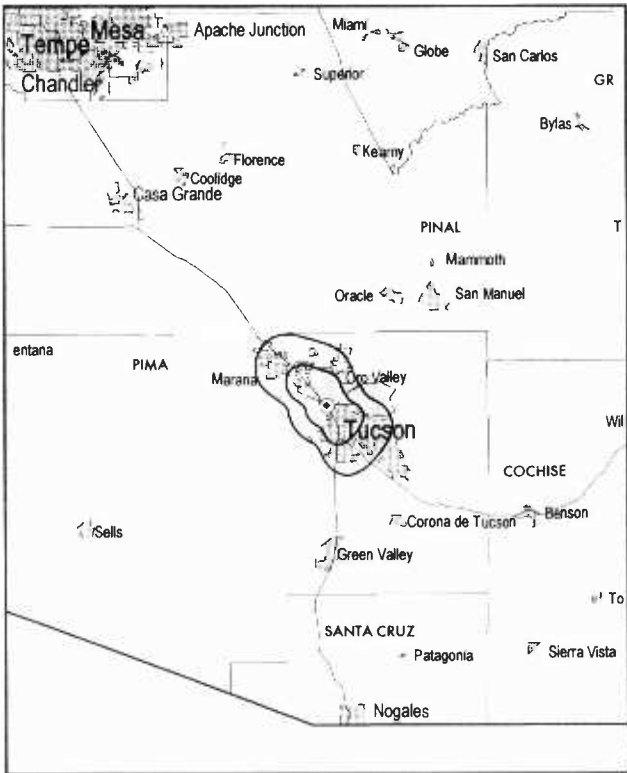 Mesa
Apache Junction
Miami
Globe
San Carlos
Tempe
Chandler
Superior
GR
Bylas
Kearny
Florence
Coolidge
Casa Grande
PINAL
T
Mammoth
Oracle
San Manuel
entana
PIMA
Marana
Oro Valley
Tucson
Wil
COCHISE
Sells
Corona de Tucson
Benson
Green Valley
To
SANTA CRUZ
Patagonia
Sierra Vista
Nogales